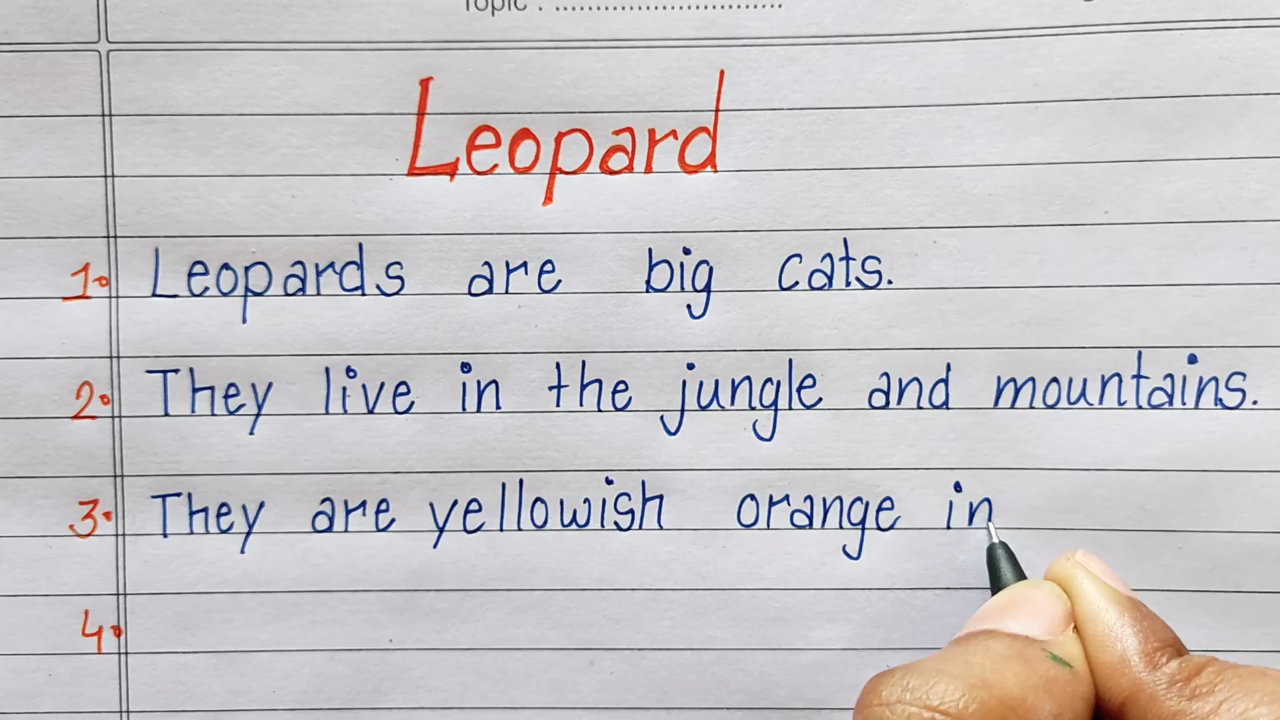 Topic : ............................
Leopard
1. Leopards are big cats.
2. They live in the jungle and mountains.
3. They are yellowish orange in
4.